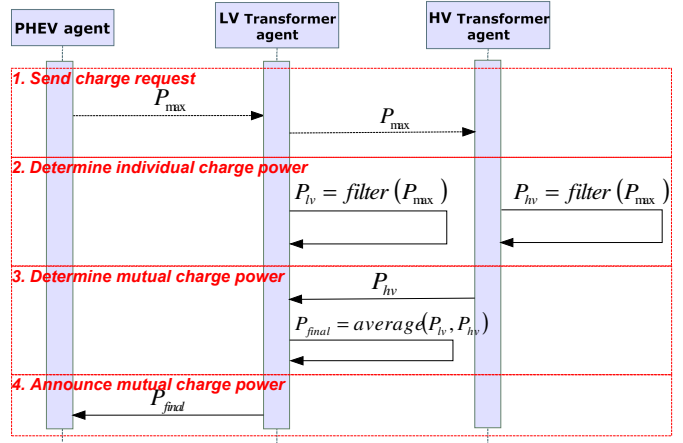 PHEV agent
LV Transformer
agent
HV Transformer
agent
1. Send charge request
P_max
P_max
2. Determine individual charge power
P_lv = filter (P_max )
P_hv = filter (P_max )
3. Determine mutual charge power
P_hv
P_final = average(P_lv , P_hv )
4. Announce mutual charge power
P_final